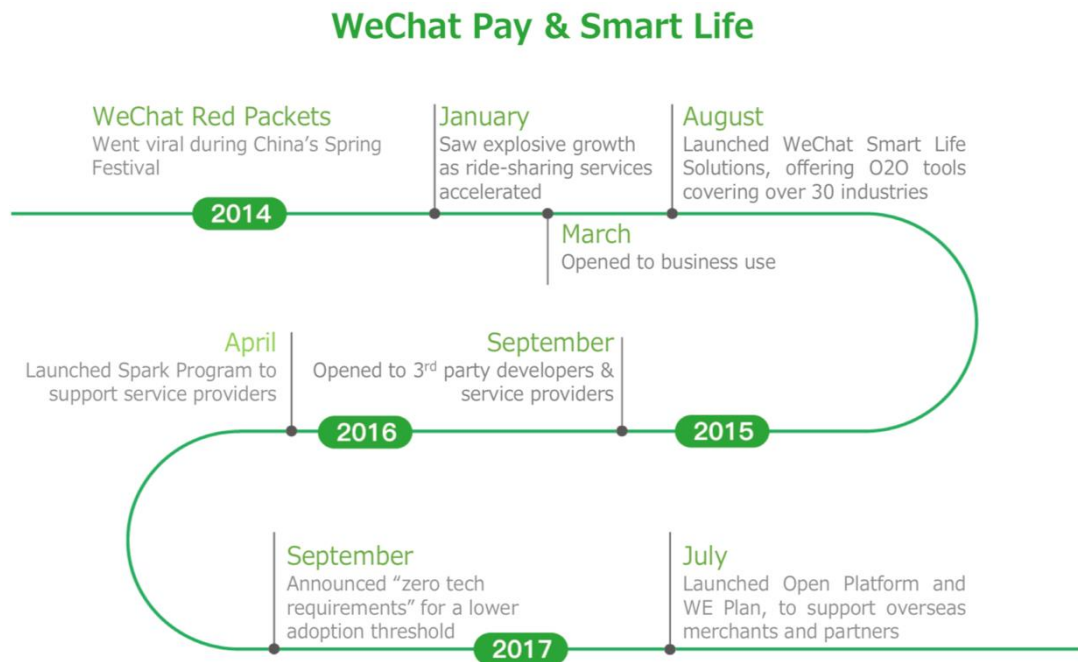 WeChat Pay & Smart Life
WeChat Red Packets
Went viral during China's Spring
Festival
2014
January
Saw explosive growth
as ride-sharing services
accelerated
March
Opened to business use
August
Launched WeChat Smart Life
Solutions, offering O2O tools
covering over 30 industries
2015
September
Opened to 3rd party developers &
service providers
2016
April
Launched Spark Program to
support service providers
September
Announced “zero tech
requirements” for a lower
adoption threshold
2017
July
Launched Open Platform and
WE Plan, to support overseas
merchants and partners